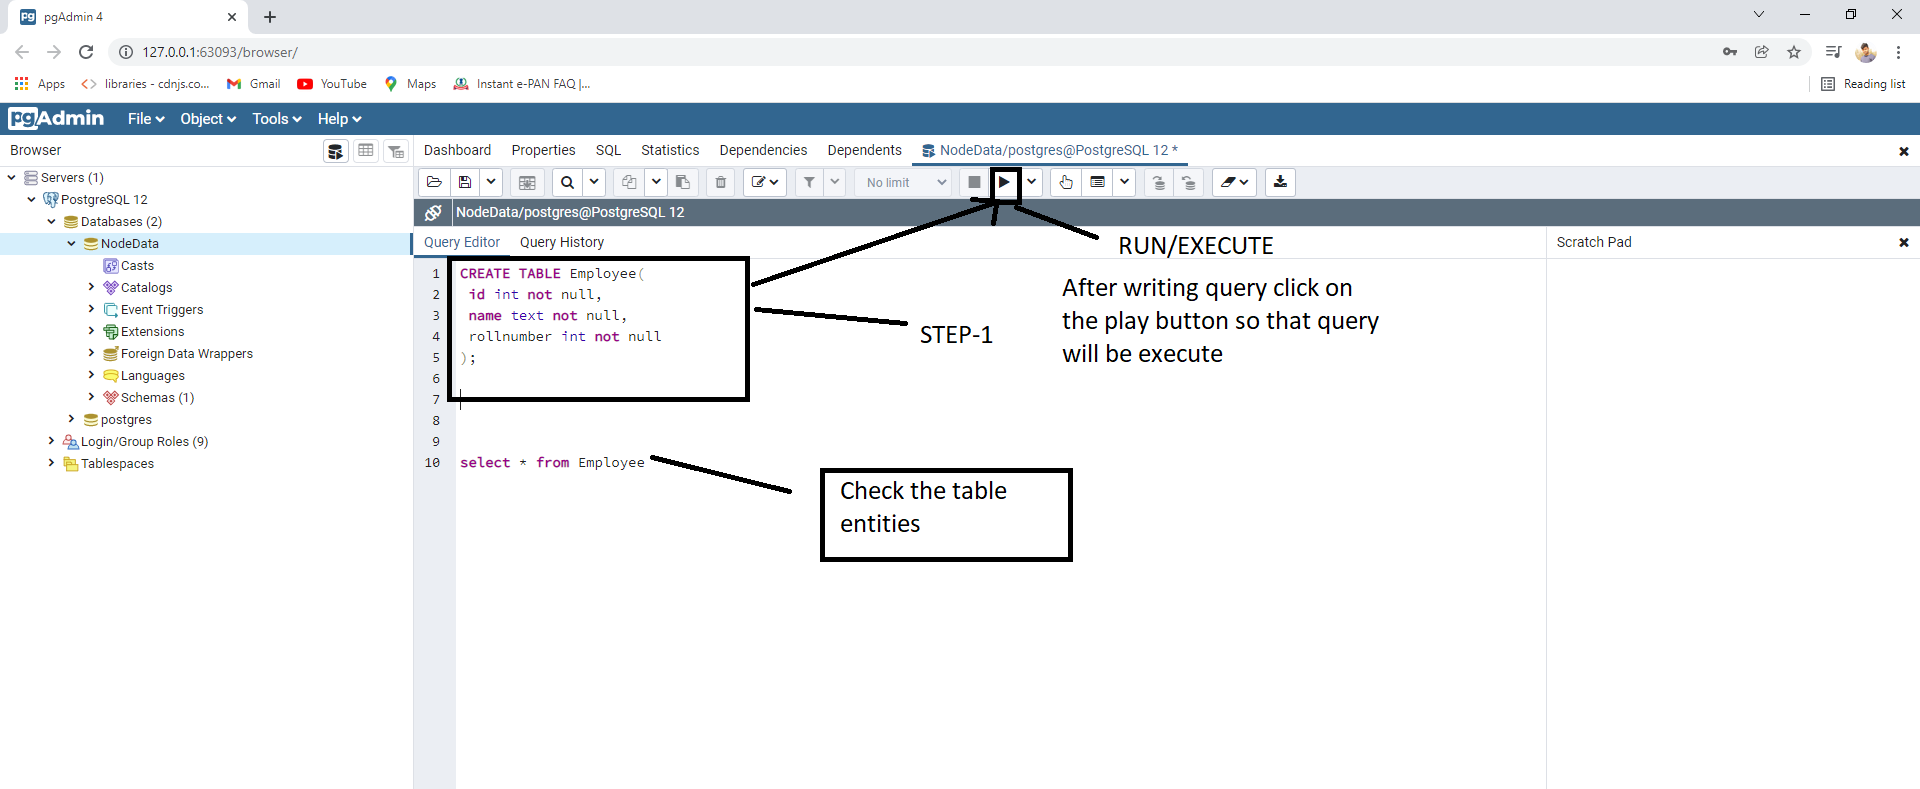 pgAdmin 4
127.0.0.1:63093/browser/
Apps libraries - cdnjs.co... Gmail YouTube Maps Instant e-PAN FAQ |... Reading list
pgAdmin File Object Tools Help
Browser
Dashboard Properties SQL Statistics Dependencies Dependents NodeData/postgres@PostgreSQL 12 *
No limit
NodeData/postgres@PostgreSQL 12
Servers (1)
PostgreSQL 12
Databases (2)
NodeData
Casts
Catalogs
Event Triggers
Extensions
Foreign Data Wrappers
Languages
Schemas (1)
postgres
Login/Group Roles (9)
Tablespaces
Query Editor Query History
Scratch Pad
1 CREATE TABLE Employee(
2 id int not null,
3 name text not null,
4 rollnumber int not null
5 );
6
7
8
9
10 select * from Employee
RUN/EXECUTE
After writing query click on
the play button so that query
will be execute
STEP-1
Check the table
entities